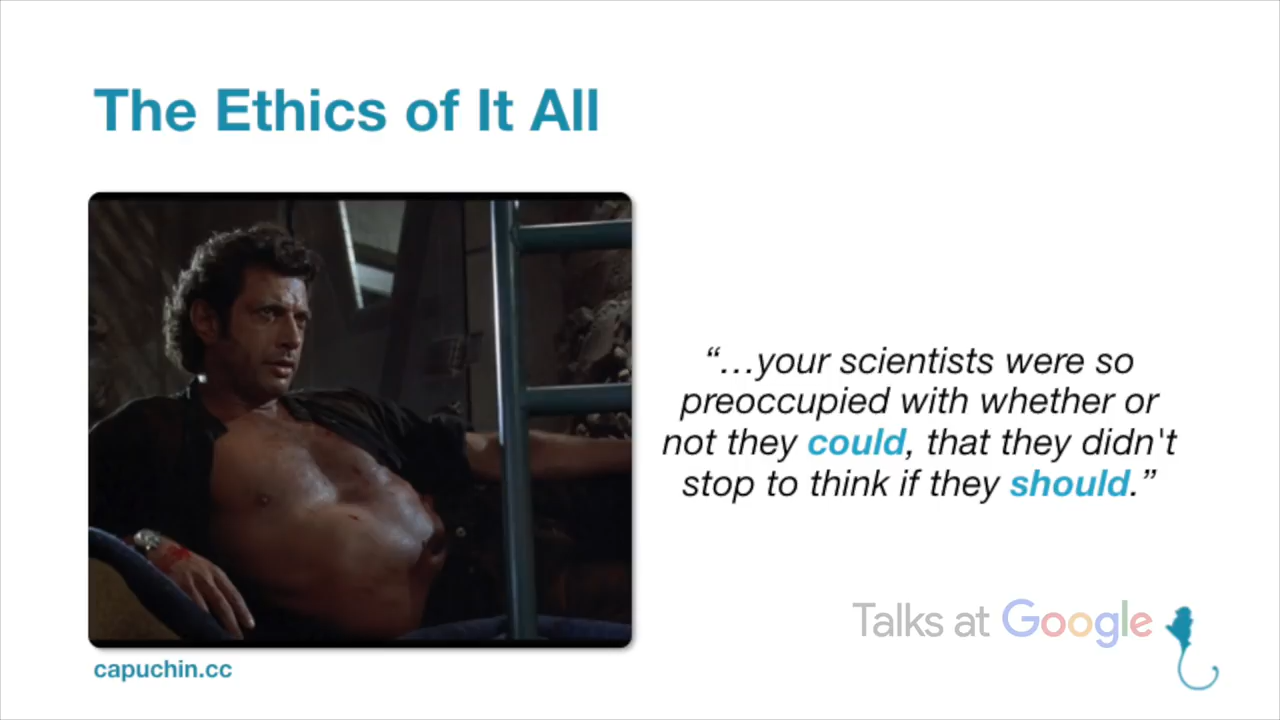 The Ethics of It All
“…your scientists were so
preoccupied with whether or
not they could, that they didn't
stop to think if they should.”
Talks at Google
capuchin.cc